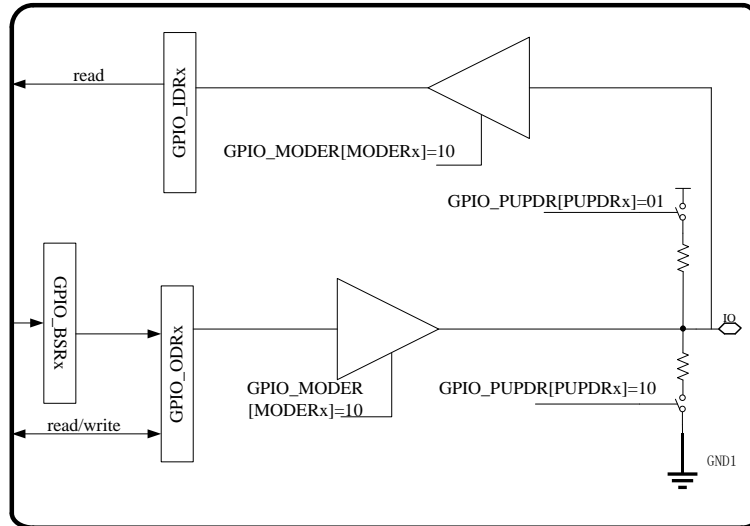 read
GPIO_IDRx
GPIO_MODER[MODERx]=10
GPIO_PUPDR[PUPDRx]=01
GPIO_BSRx
GPIO_ODRx
IO
GPIO_MODER
[MODERx]=10
GPIO_PUPDR[PUPDRx]=10
read/write
GND1